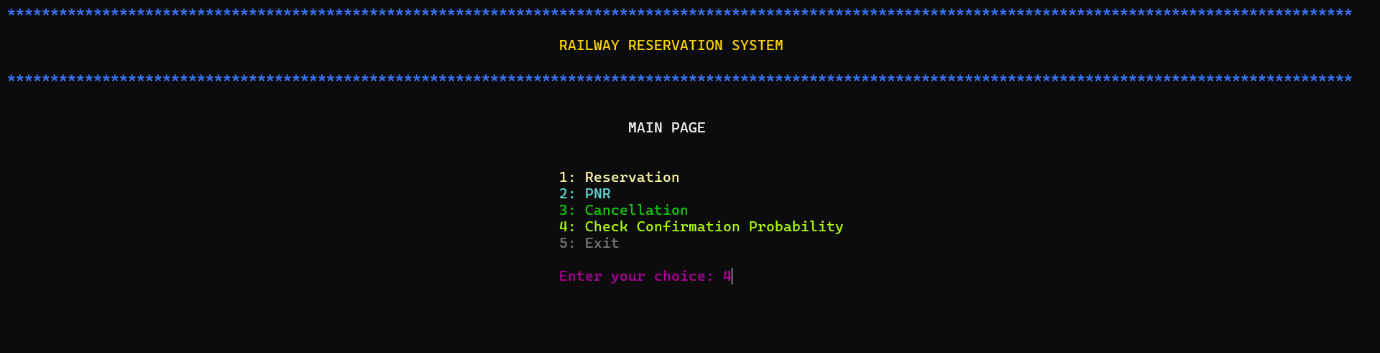 ************************************************************************************************************************************************************
RAILWAY RESERVATION SYSTEM
************************************************************************************************************************************************************
MAIN PAGE
1: Reservation
2: PNR
3: Cancellation
4: Check Confirmation Probability
5: Exit
Enter your choice: 4